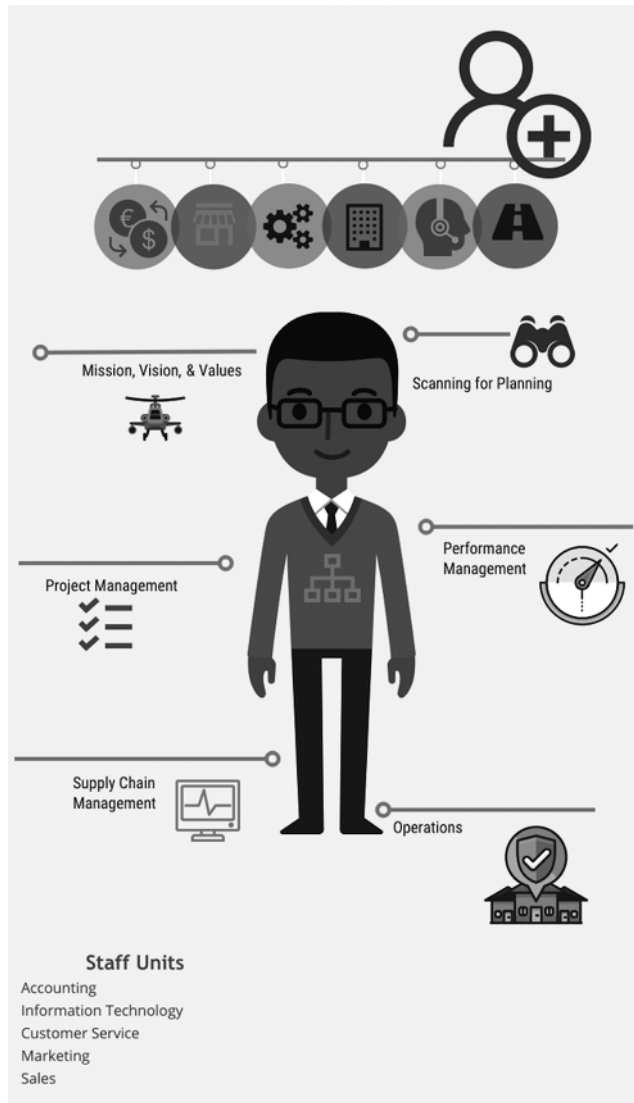 €
$
Mission, Vision, & Values
Scanning for Planning
Performance
Management
Project Management
Supply Chain
Management
Operations
Staff Units
Accounting
Information Technology
Customer Service
Marketing
Sales